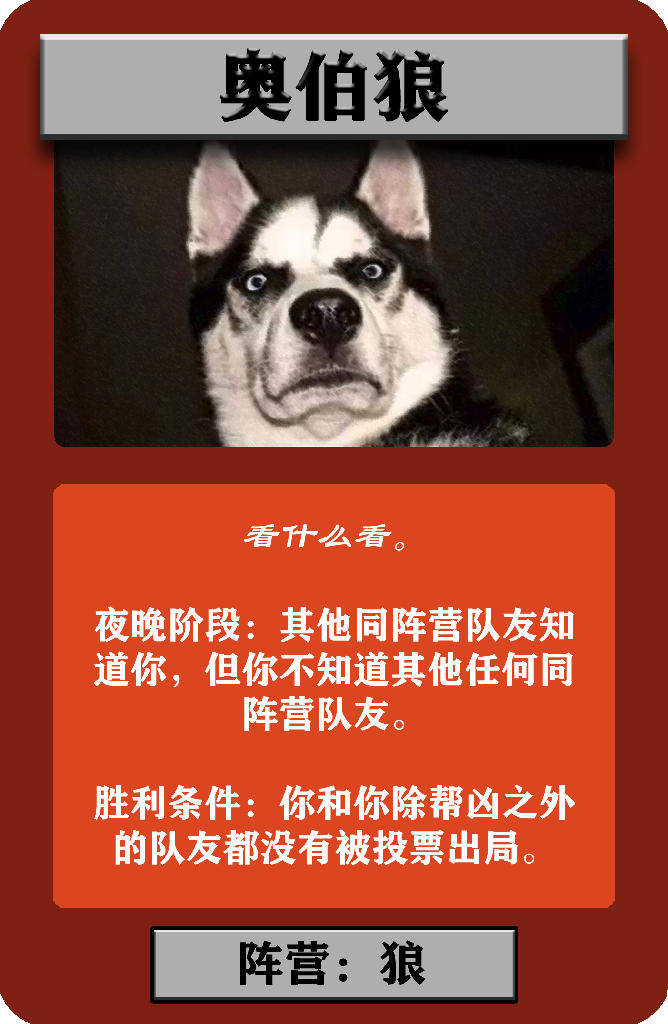 奥伯狼
看什么看。
夜晚阶段：其他同阵营队友知
道你，但你不知道其他任何同
阵营队友。
胜利条件：你和你除帮凶之外
的队友都没有被投票出局。
阵营：狼